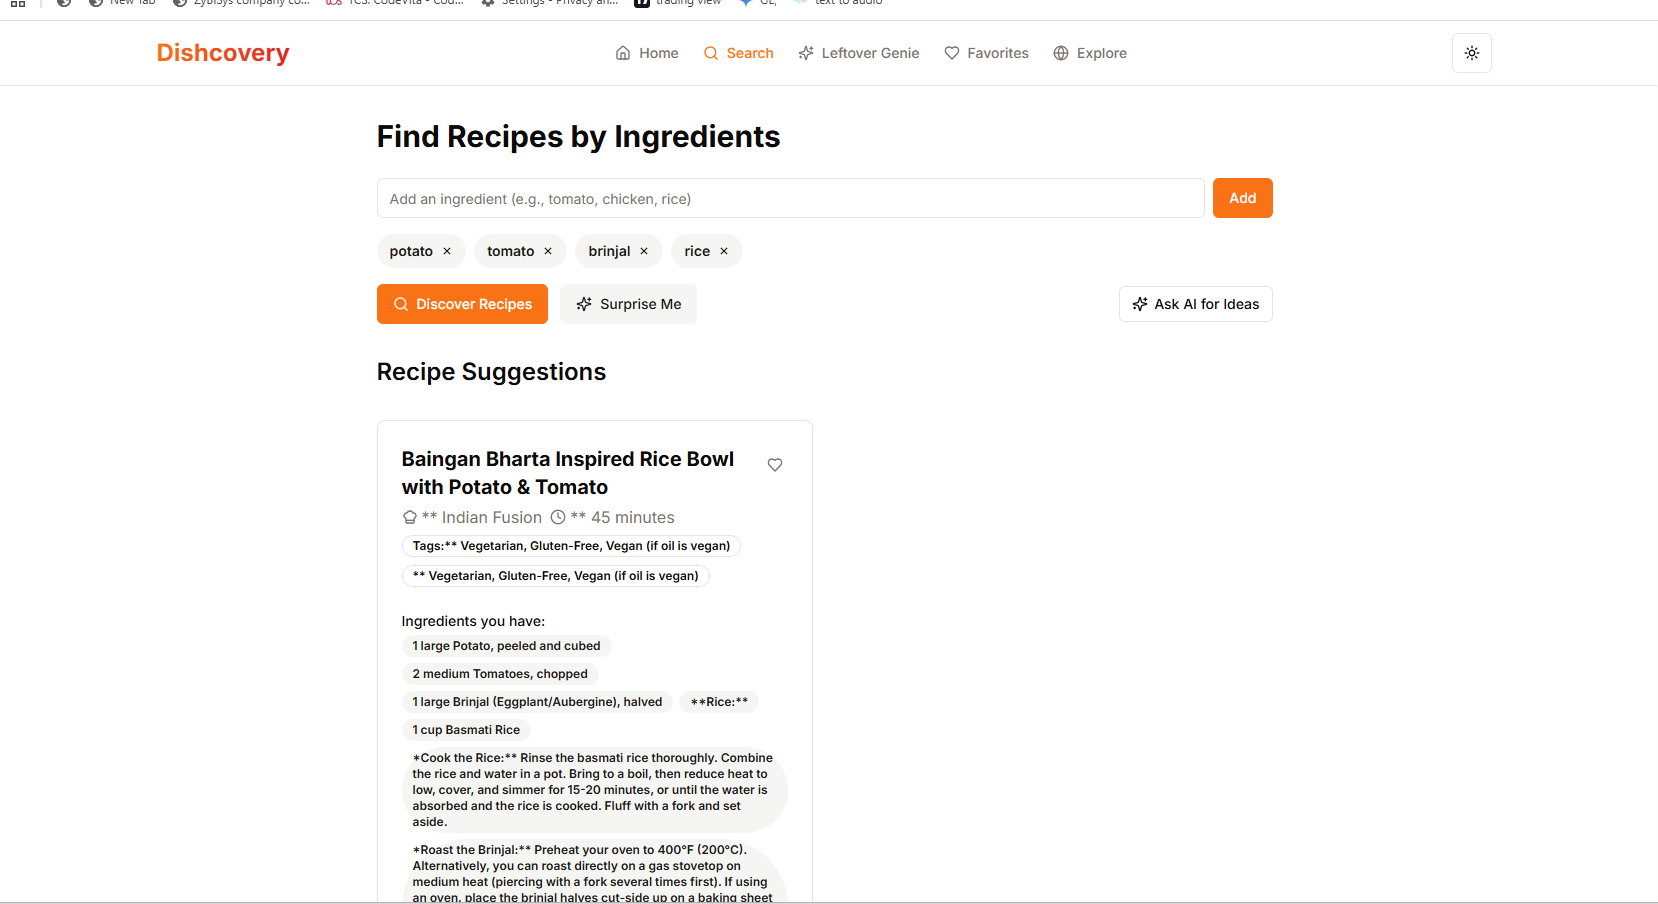 New Tab ZyBiSys company co... TCS: CodeVita - Cod... Settings - Privacy an... trading view GL, text to audio
Dishcovery Home Search Leftover Genie Favorites Explore
Find Recipes by Ingredients
Add an ingredient (e.g., tomato, chicken, rice) Add
potato × tomato × brinjal × rice ×
Discover Recipes Surprise Me Ask AI for Ideas
Recipe Suggestions
Baingan Bharta Inspired Rice Bowl
with Potato & Tomato
** Indian Fusion ** 45 minutes
Tags:** Vegetarian, Gluten-Free, Vegan (if oil is vegan)
** Vegetarian, Gluten-Free, Vegan (if oil is vegan)
Ingredients you have:
1 large Potato, peeled and cubed
2 medium Tomatoes, chopped
1 large Brinjal (Eggplant/Aubergine), halved **Rice:**
1 cup Basmati Rice
*Cook the Rice:** Rinse the basmati rice thoroughly. Combine
the rice and water in a pot. Bring to a boil, then reduce heat to
low, cover, and simmer for 15-20 minutes, or until the water is
absorbed and the rice is cooked. Fluff with a fork and set
aside.
*Roast the Brinjal:** Preheat your oven to 400°F (200°C).
Alternatively, you can roast directly on a gas stovetop on
medium heat (piercing with a fork several times first). If using
an oven, place the brinjal halves cut-side up on a baking sheet